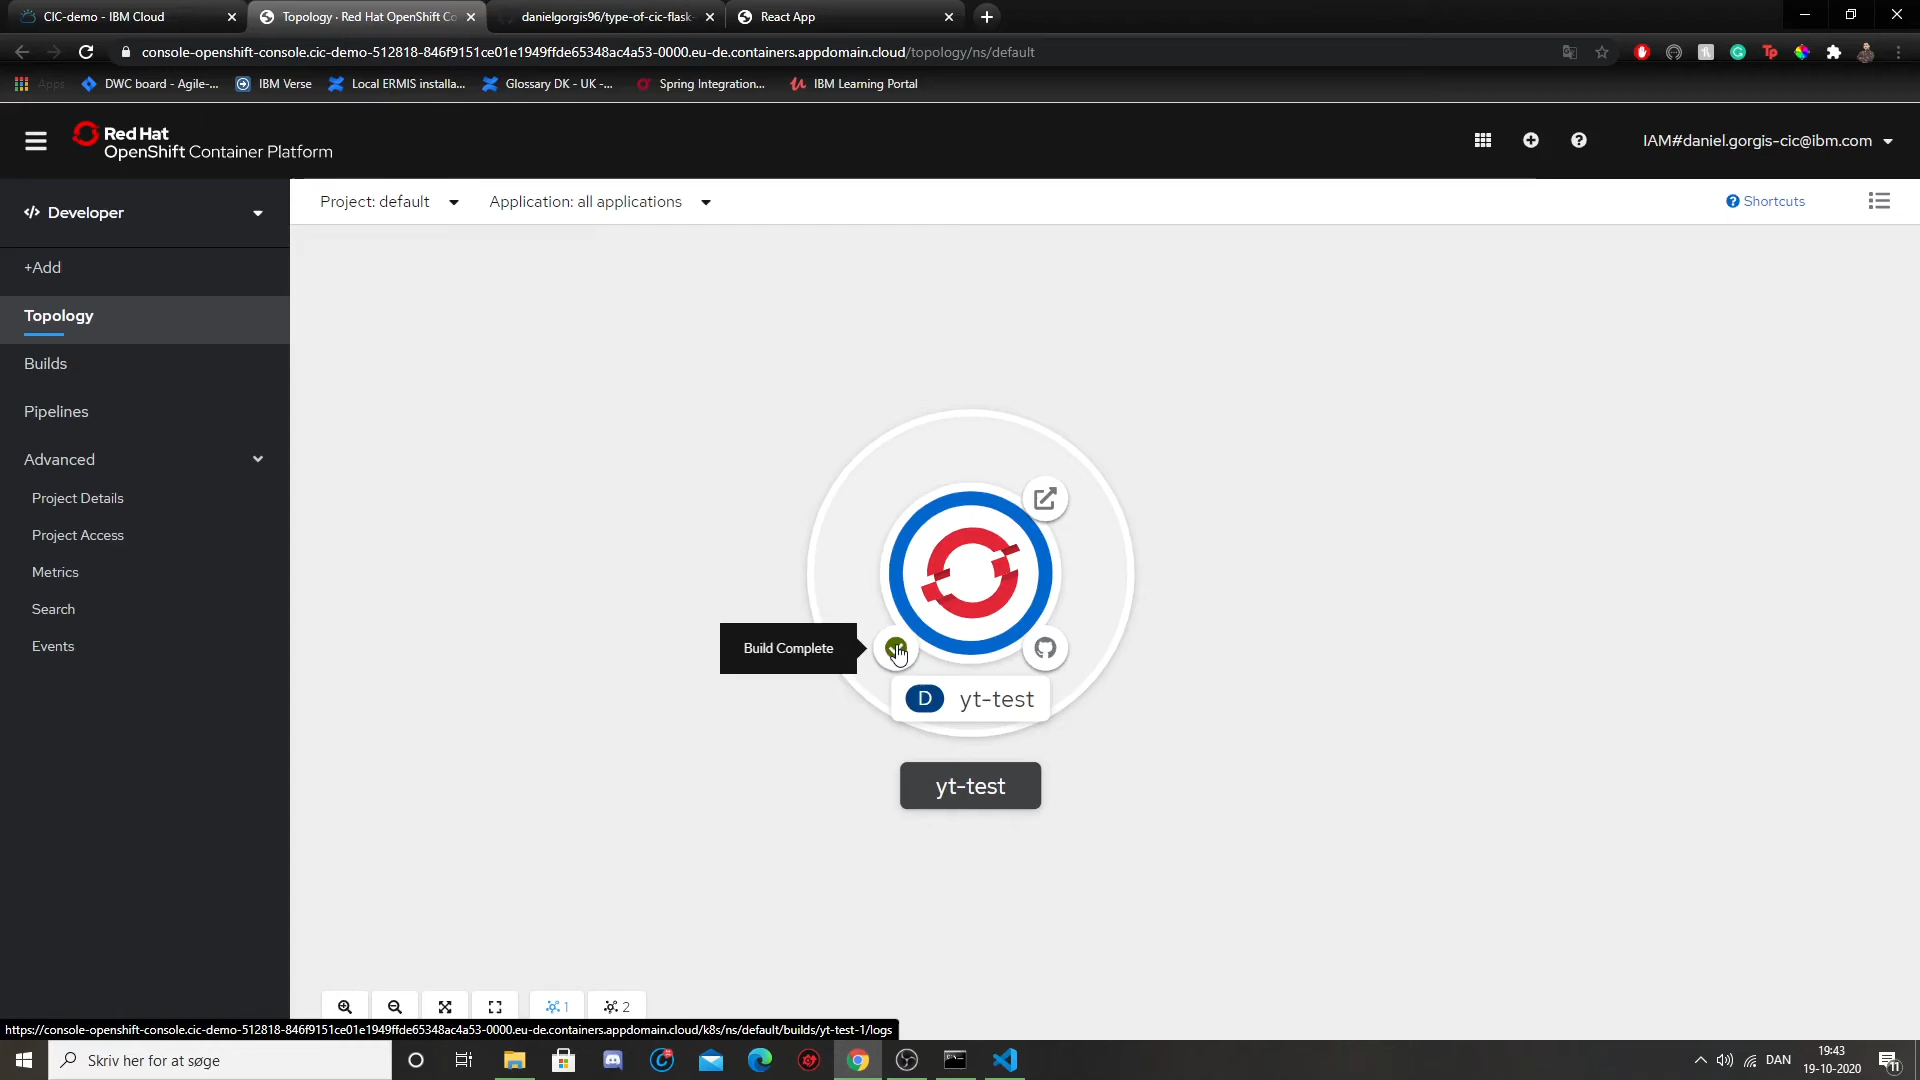 CIC-demo - IBM Cloud
Topology · Red Hat OpenShift Co
danielgorgis96/type-of-cic-flask-
React App
console-openshift-console.cic-demo-512818-846f9151ce01e1949ffde65348ac4a53-0000.eu-de.containers.appdomain.cloud/topology/ns/default
Apps
DWC board - Agile-...
IBM Verse
Local ERMIS installa...
Glossary DK - UK -...
Spring Integration...
IBM Learning Portal
Red Hat
OpenShift Container Platform
IAM#daniel.gorgis-cic@ibm.com
Developer
Project: default
Application: all applications
Shortcuts
+Add
Topology
Builds
Pipelines
Advanced
Project Details
Project Access
Metrics
Search
Events
Build Complete
D yt-test
yt-test
1
2
https://console-openshift-console.cic-demo-512818-846f9151ce01e1949ffde65348ac4a53-0000.eu-de.containers.appdomain.cloud/k8s/ns/default/builds/yt-test-1/logs
Skriv her for at søge
DAN
19:43
19-10-2020
11